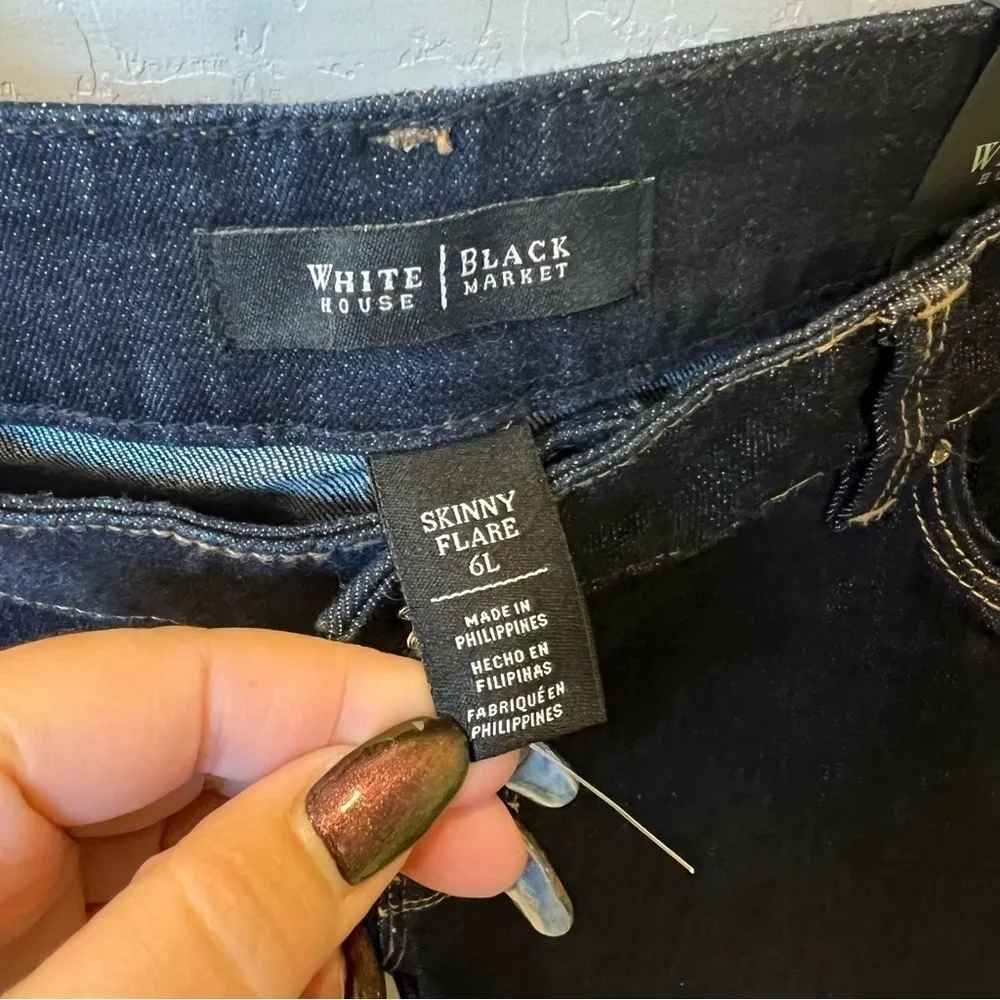 WHITE | BLACK
HOUSE | MARKET
SKINNY
FLARE
6L
MADE IN
PHILIPPINES
HECHO EN
FILIPINAS
FABRIQUÉ EN
PHILIPPINES
W